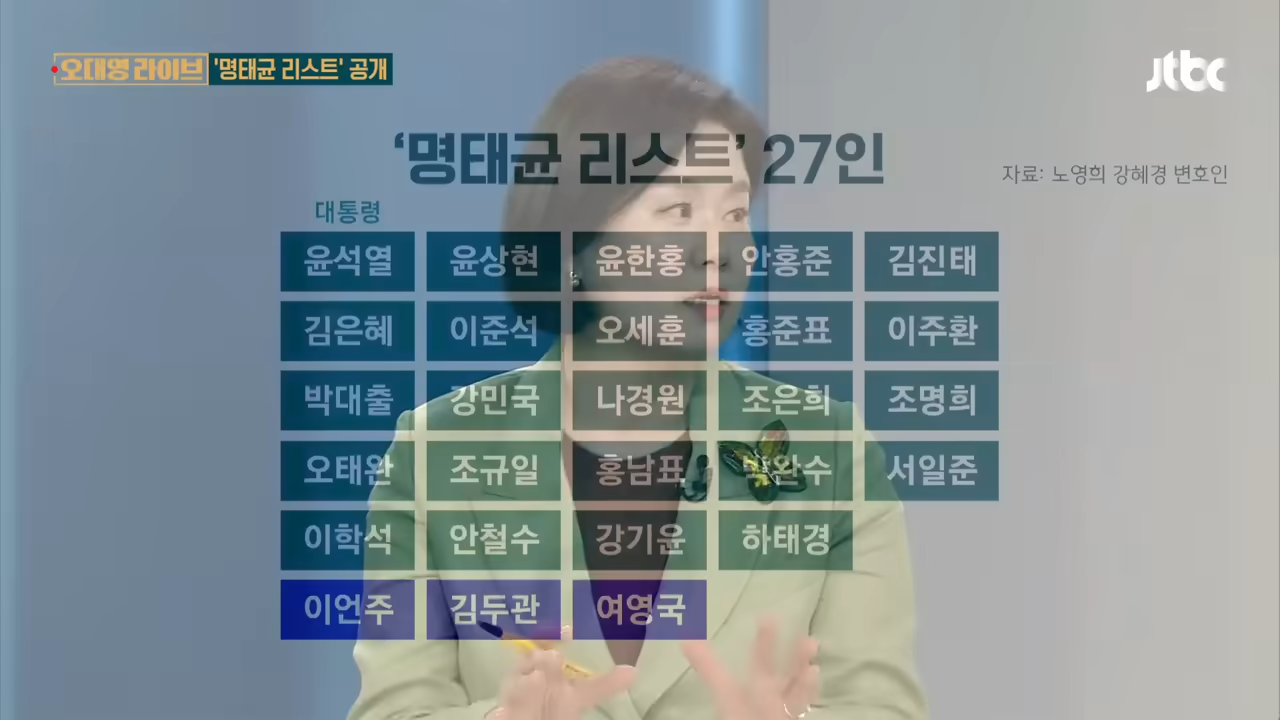 오대영 라이브 '명태균 리스트' 공개
jtbc
'명태균 리스트' 27인
자료: 노영희 강혜경 변호인
대통령
윤석열 윤상현 윤한홍 안홍준 김진태
김은혜 이준석 오세훈 홍준표 이주환
박대출 강민국 나경원 조은희 조명희
오태완 조규일 홍남표 완수 서일준
이학석 안철수 강기윤 하태경
이언주 김두관 여영국